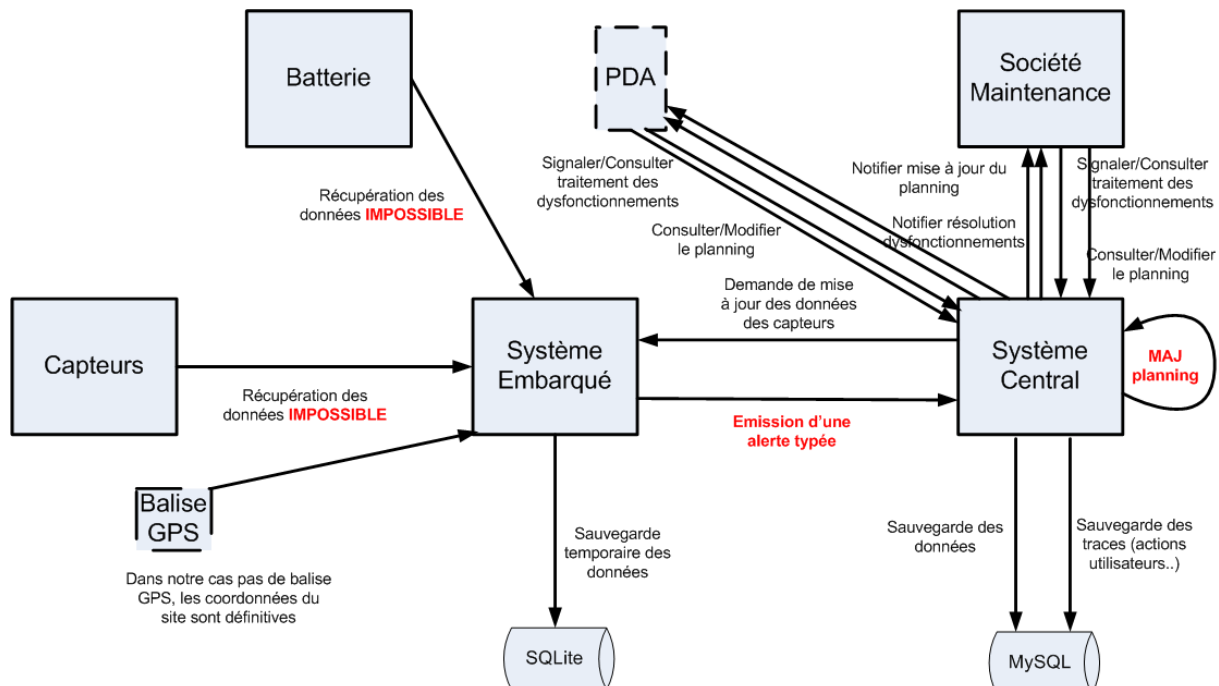 Batterie
PDA
Société
Maintenance
Signaler/Consulter
traitement des
dysfonctionnements
Notifier mise à jour du
planning
Signaler/Consulter
traitement des
dysfonctionnements
Récupération des
données IMPOSSIBLE
Consulter/Modifier
le planning
Notifier résolution
dysfonctionnements
Consulter/Modifier
le planning
Demande de mise
à jour des données
des capteurs
Capteurs
Système
Embarqué
Système
Central
MAJ
planning
Récupération des
données IMPOSSIBLE
Emission d'une
alerte typée
Balise
GPS
Dans notre cas pas de balise
GPS, les coordonnées du
site sont définitives
Sauvegarde
temporaire des
données
Sauvegarde des
données
Sauvegarde des
traces (actions
utilisateurs..)
SQLite
MySQL